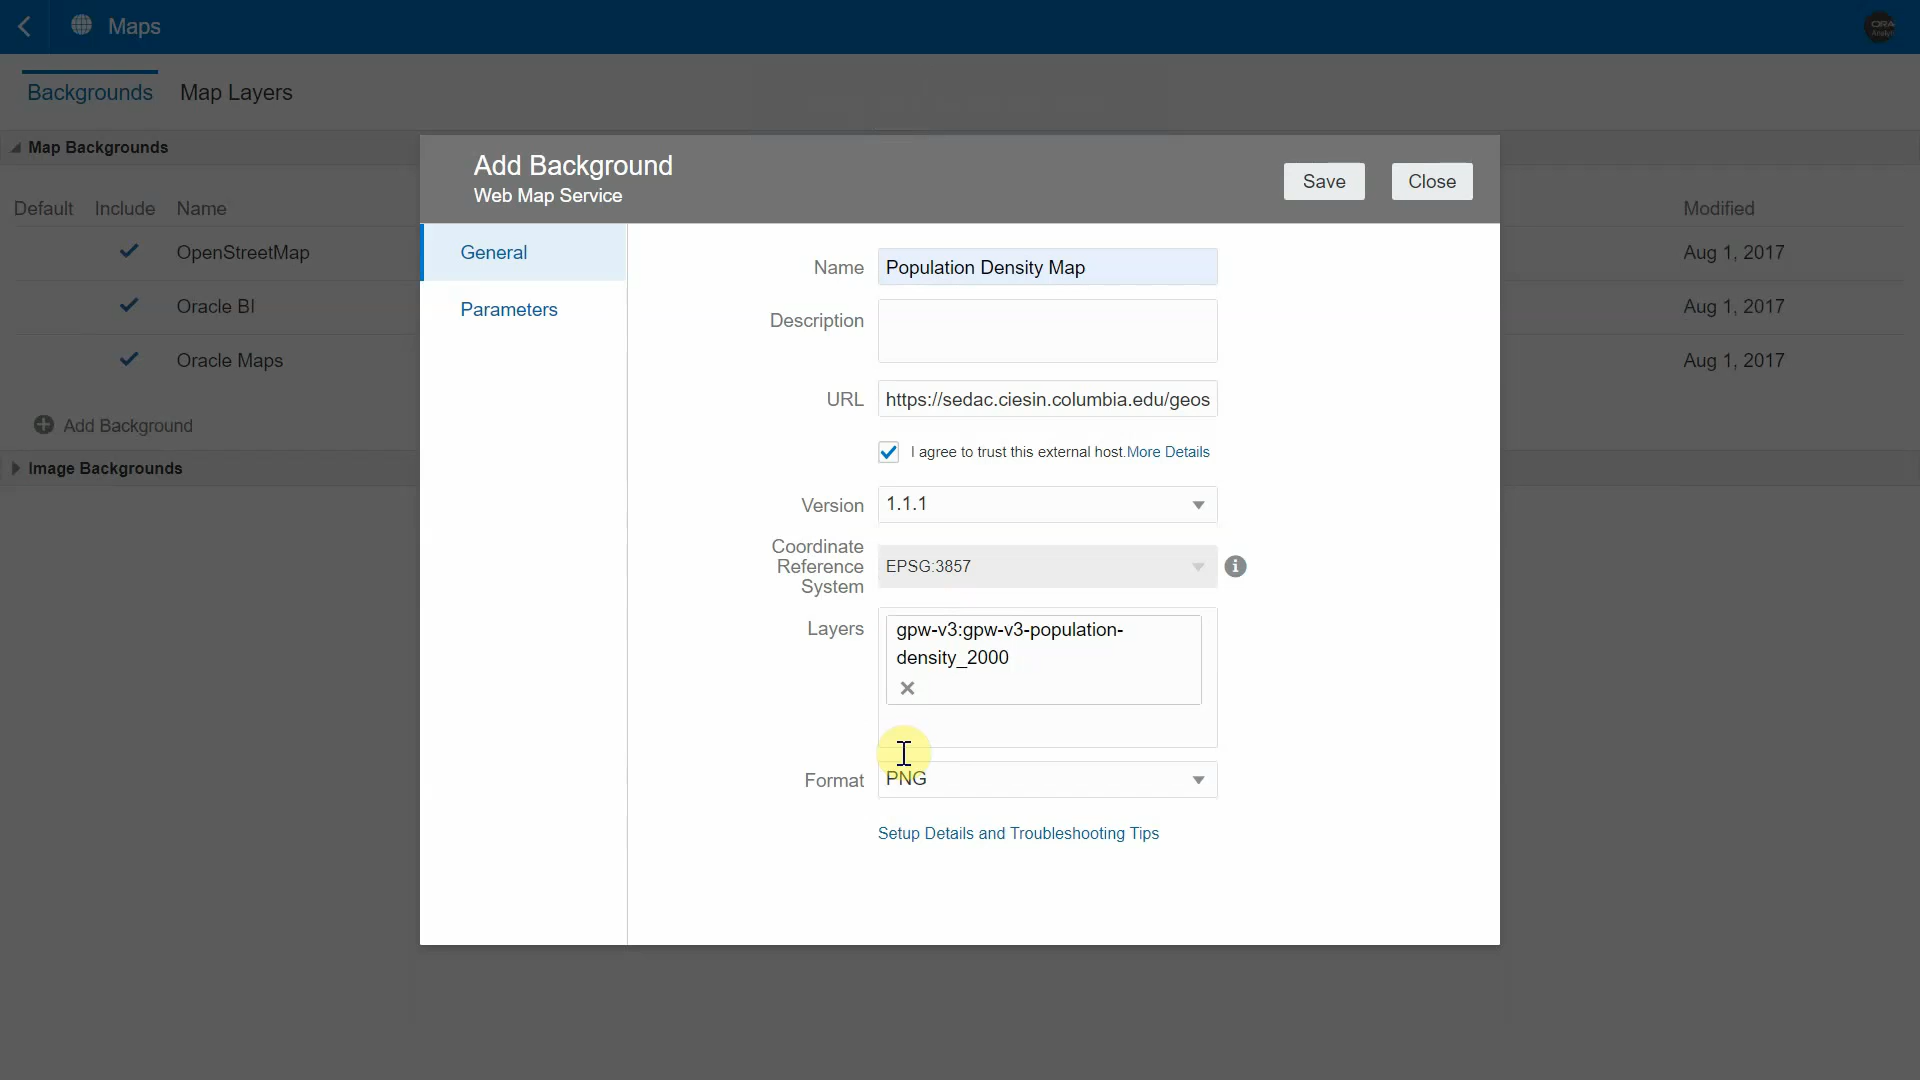 Maps
ORA
Analyti
Backgrounds Map Layers
Map Backgrounds
Default Include Name Modified
OpenStreetMap Aug 1, 2017
Oracle BI Aug 1, 2017
Oracle Maps Aug 1, 2017
Add Background
Image Backgrounds
Add Background
Web Map Service
Save Close
General
Parameters
Name Population Density Map
Description
URL https://sedac.ciesin.columbia.edu/geos
I agree to trust this external host. More Details
Version 1.1.1
Coordinate
Reference
System
EPSG:3857
Layers gpw-v3:gpw-v3-population-
density_2000
Format PNG
Setup Details and Troubleshooting Tips